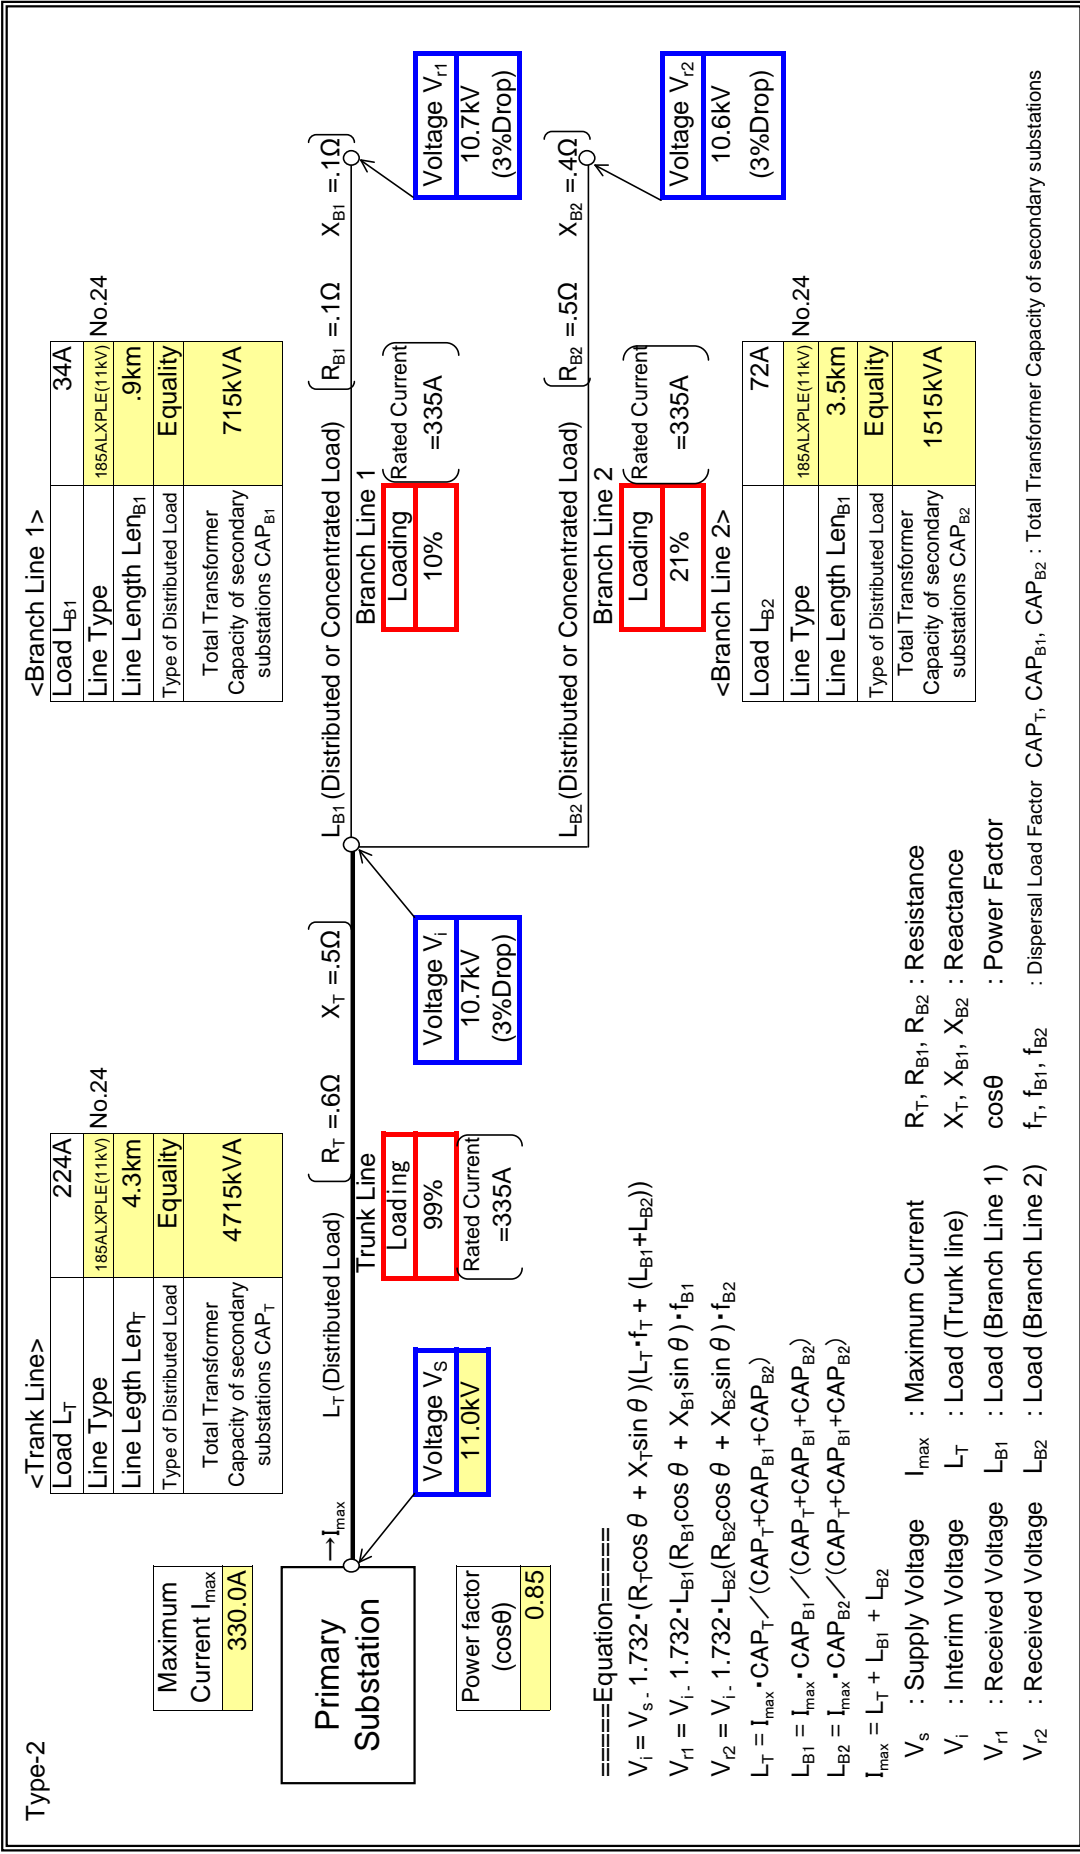 Type-2
<Trank Line>
Load LT 224A
Line Type 185ALXPLE(11kV) No.24
Line Legth LenT 4.3km
Type of Distributed Load Equality
Total Transformer
Capacity of secondary
substations CAPT
4715kVA
<Branch Line 1>
Load LB1 34A
Line Type 185ALXPLE(11kV) No.24
Line Length LenB1 .9km
Type of Distributed Load Equality
Total Transformer
Capacity of secondary
substations CAPB1
715kVA
Maximum
Current Imax
330.0A
Primary
Substation
→Imax
LT (Distributed Load) RT =.6Ω XT =.5Ω
LB1 (Distributed or Concentrated Load) RB1 =.1Ω XB1 =.1Ω
Trunk Line
Loading
99%
Rated Current
=335A
Branch Line 1
Loading
10%
Rated Current
=335A
Voltage VS
11.0kV
Voltage Vi
10.7kV
(3%Drop)
Voltage Vr1
10.7kV
(3%Drop)
Power factor
(cosθ)
0.85
LB2 (Distributed or Concentrated Load) RB2 =.5Ω XB2 =.4Ω
Branch Line 2
Loading
21%
Rated Current
=335A
Voltage Vr2
10.6kV
(3%Drop)
<Branch Line 2>
Load LB2 72A
Line Type 185ALXPLE(11kV) No.24
Line Length LenB1 3.5km
Type of Distributed Load Equality
Total Transformer
Capacity of secondary
substations CAPB2
1515kVA
=====Equation=====
Vi = Vs - 1.732・(RTcos θ + XTsin θ)(LT・fT + (LB1+LB2))
Vr1 = Vi - 1.732・LB1(RB1cos θ + XB1sin θ)・fB1
Vr2 = Vi - 1.732・LB2(RB2cos θ + XB2sin θ)・fB2
LT = Imax・CAPT／(CAPT+CAPB1+CAPB2)
LB1 = Imax・CAPB1／(CAPT+CAPB1+CAPB2)
LB2 = Imax・CAPB2／(CAPT+CAPB1+CAPB2)
Imax = LT + LB1 + LB2
Vs : Supply Voltage Imax : Maximum Current RT, RB1, RB2 : Resistance
Vi : Interim Voltage LT : Load (Trunk line) XT, XB1, XB2 : Reactance
Vr1 : Received Voltage LB1 : Load (Branch Line 1) cosθ : Power Factor
Vr2 : Received Voltage LB2 : Load (Branch Line 2) fT, fB1, fB2 : Dispersal Load Factor CAPT, CAPB1, CAPB2 : Total Transformer Capacity of secondary substations